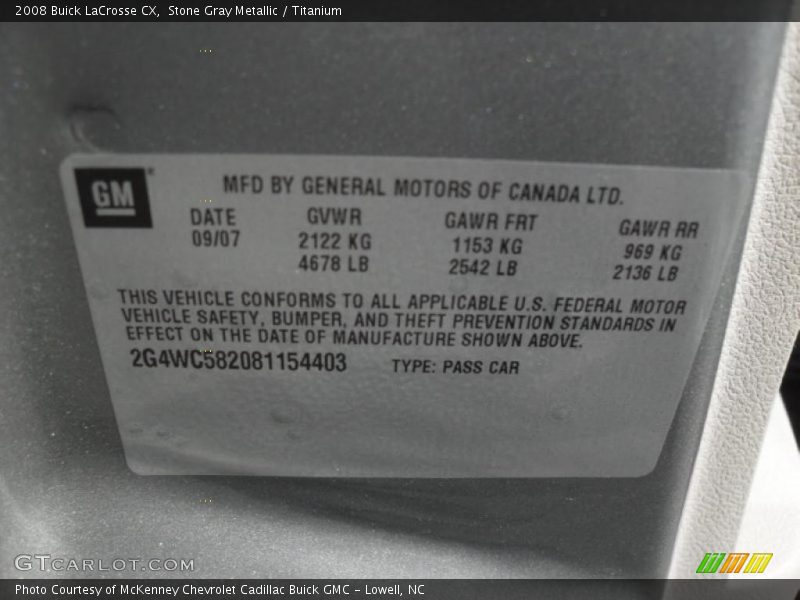 2008 Buick LaCrosse CX,  Stone Gray Metallic / Titanium
GM
MFD BY GENERAL MOTORS OF CANADA LTD.
DATE GVWR GAWR FRT GAWR RR
09/07 2122 KG 1153 KG 969 KG
4678 LB 2542 LB 2136 LB
THIS VEHICLE CONFORMS TO ALL APPLICABLE U.S. FEDERAL MOTOR
VEHICLE SAFETY, BUMPER, AND THEFT PREVENTION STANDARDS IN
EFFECT ON THE DATE OF MANUFACTURE SHOWN ABOVE.
2G4WC582081154403 TYPE: PASS CAR
GTCARLOT.COM
Photo Courtesy of McKenney Chevrolet Cadillac Buick GMC - Lowell, NC